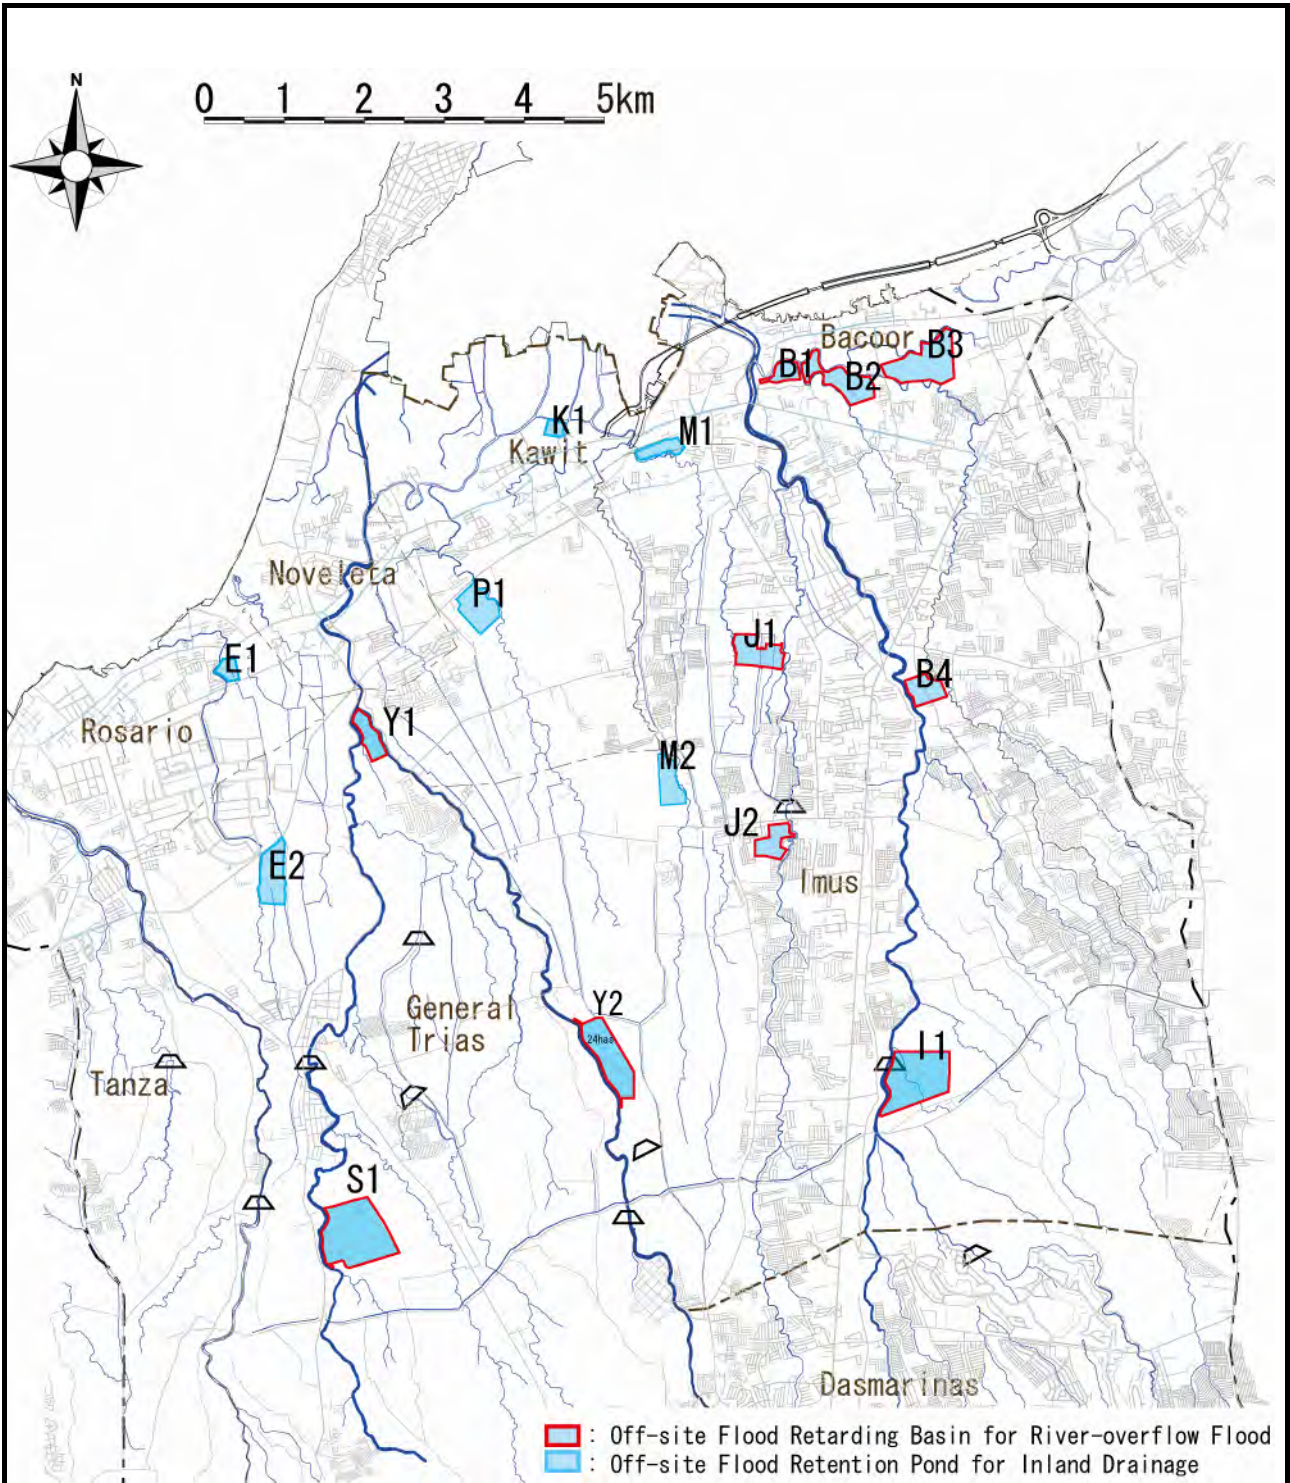 N
0 1 2 3 4 5km
Bacoor
B1
B2
B3
K1
Kawit
M1
Noveleta
P1
J1
E1
B4
Rosario
Y1
M2
J2
E2
Imus
General
Trias
Y2
24has
I1
Tanza
S1
Dasmarinas
: Off-site Flood Retarding Basin for River-overflow Flood
: Off-site Flood Retention Pond for Inland Drainage